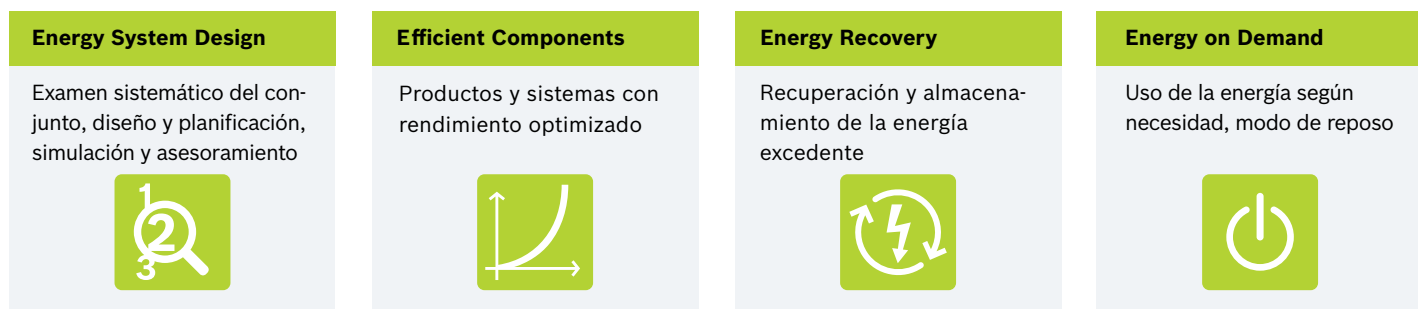 Energy System Design
Examen sistemático del con-
junto, diseño y planificación,
simulación y asesoramiento
1
2
3
Efficient Components
Productos y sistemas con
rendimiento optimizado
Energy Recovery
Recuperación y almacena-
miento de la energía
excedente
Energy on Demand
Uso de la energía según
necesidad, modo de reposo